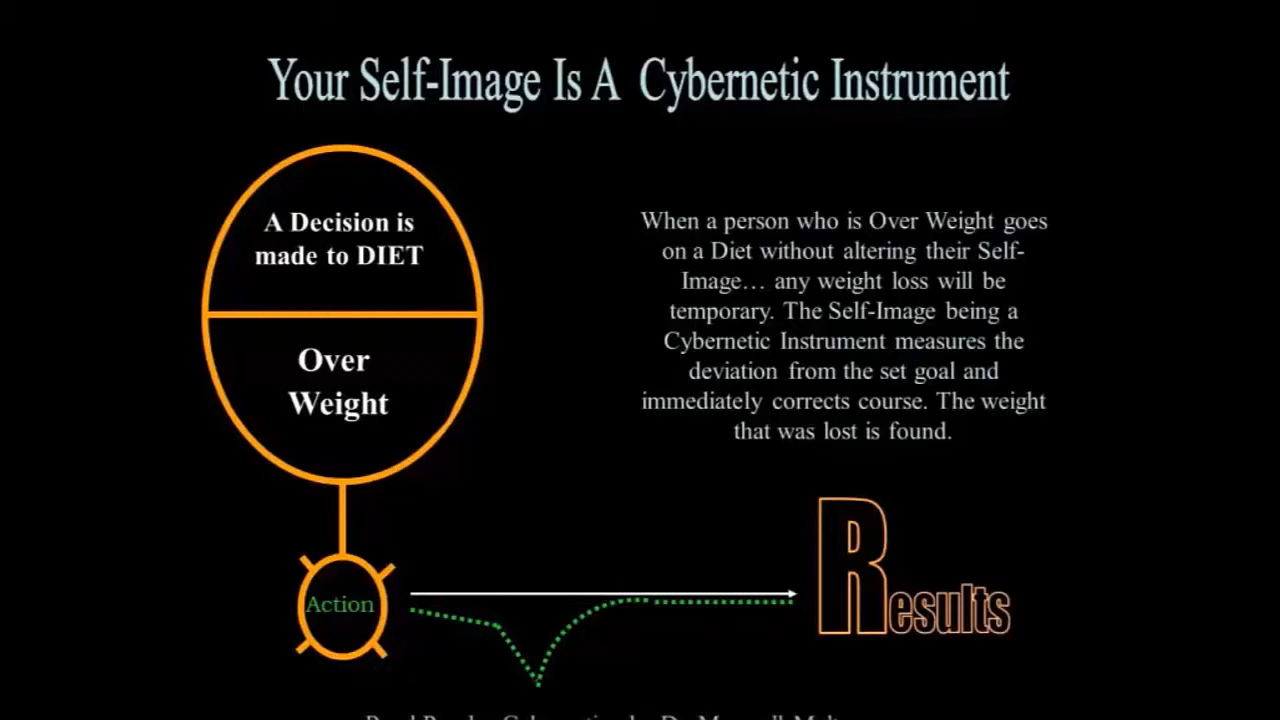 Your Self-Image Is A Cybernetic Instrument
A Decision is
made to DIET
Over
Weight
When a person who is Over Weight goes
on a Diet without altering their Self-
Image... any weight loss will be
temporary. The Self-Image being a
Cybernetic Instrument measures the
deviation from the set goal and
immediately corrects course. The weight
that was lost is found.
Action
Results